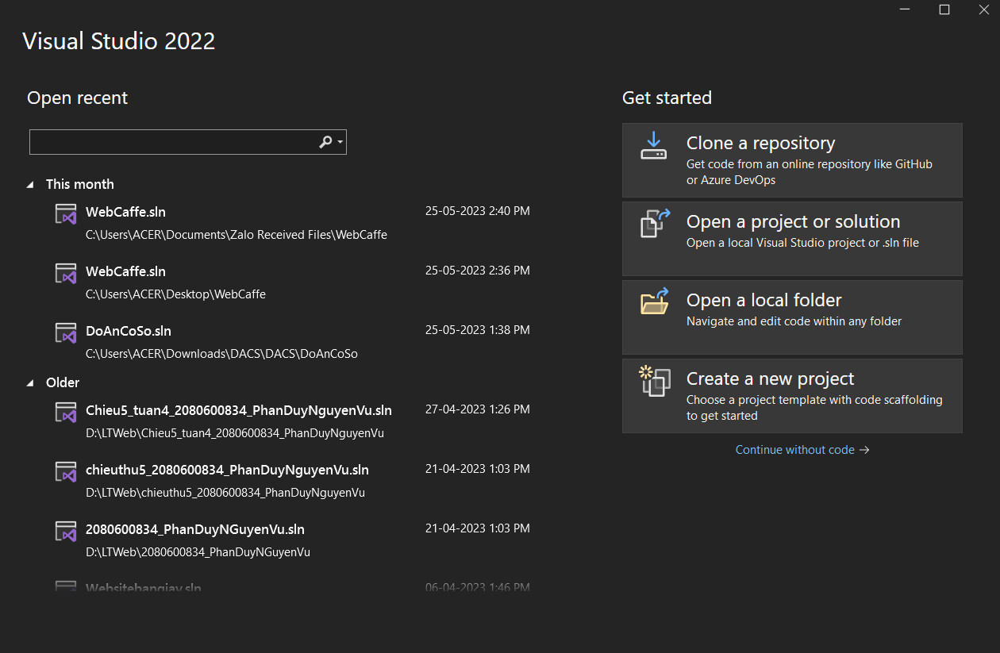 Visual Studio 2022
Open recent
This month
WebCaffe.sln 25-05-2023 2:40 PM
C:\Users\ACER\Documents\Zalo Received Files\WebCaffe
WebCaffe.sln 25-05-2023 2:36 PM
C:\Users\ACER\Desktop\WebCaffe
DoAnCoSo.sln 25-05-2023 1:38 PM
C:\Users\ACER\Downloads\DACS\DACS\DoAnCoSo
Older
Chieu5_tuan4_2080600834_PhanDuyNguyenVu.sln 27-04-2023 1:26 PM
D:\LTWeb\Chieu5_tuan4_2080600834_PhanDuyNguyenVu
chieuthu5_2080600834_PhanDuyNguyenVu.sln 21-04-2023 1:03 PM
D:\LTWeb\chieuthu5_2080600834_PhanDuyNguyenVu
2080600834_PhanDuyNGuyenVu.sln 21-04-2023 1:03 PM
D:\LTWeb\2080600834_PhanDuyNGuyenVu
Websitebangiay.sln 06-04-2023 1:46 PM
Get started
Clone a repository
Get code from an online repository like GitHub
or Azure DevOps
Open a project or solution
Open a local Visual Studio project or .sln file
Open a local folder
Navigate and edit code within any folder
Create a new project
Choose a project template with code scaffolding
to get started
Continue without code →